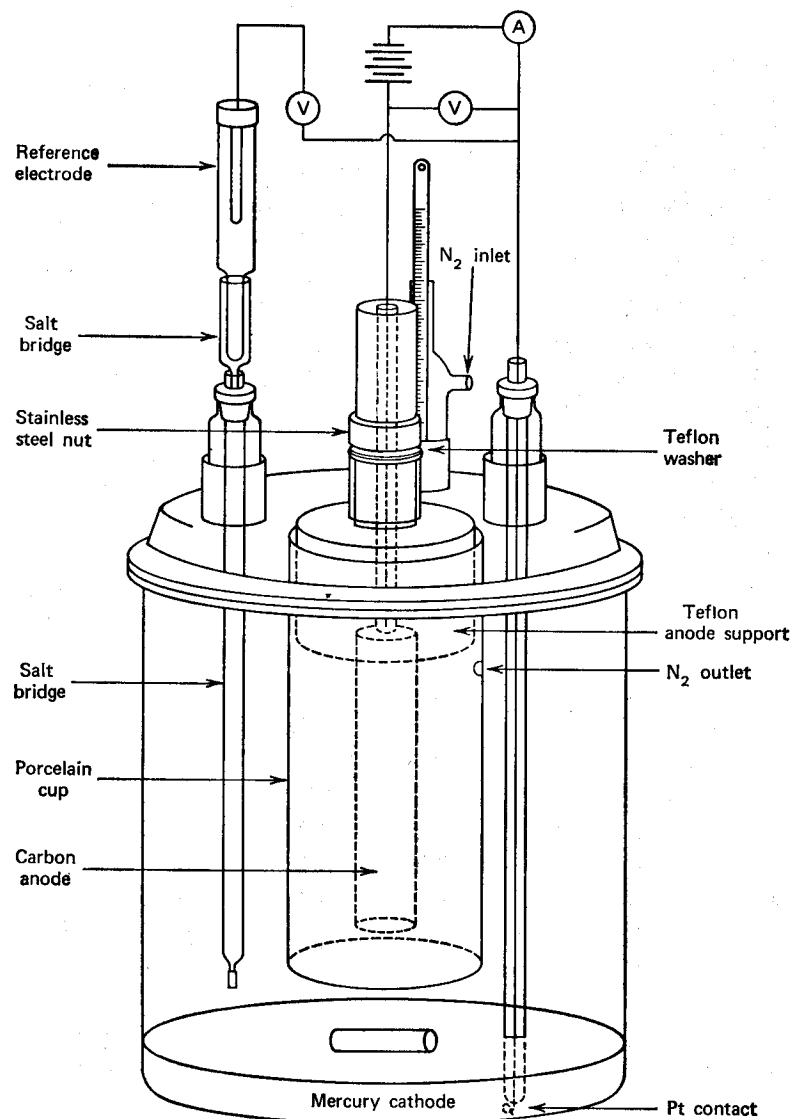 A
V
V
Reference
electrode
N₂ inlet
Salt
bridge
Stainless
steel nut
Teflon
washer
Teflon
anode support
Salt
bridge
N₂ outlet
Porcelain
cup
Carbon
anode
Mercury cathode
Pt contact